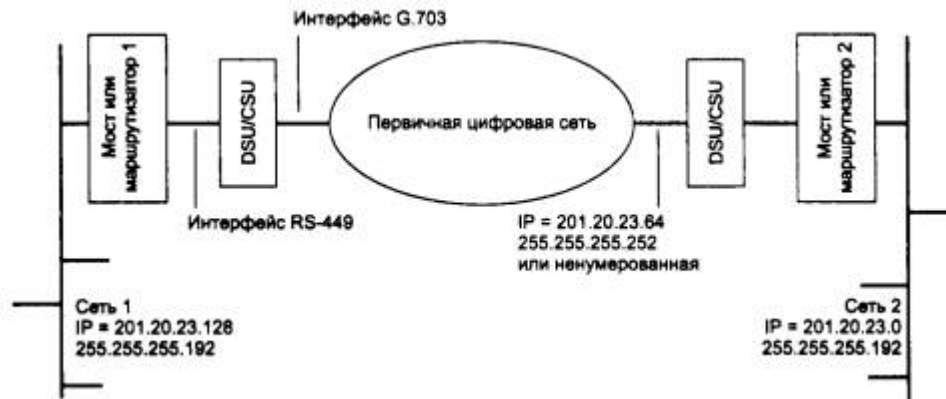 Интерфейс G.703
Мост или
маршрутизатор 1
DSU/CSU
Первичная цифровая сеть
DSU/CSU
Мост или
маршрутизатор 2
Интерфейс RS-449
IP = 201.20.23.64
255.255.255.252
или ненумерованная
Сеть 1
IP = 201.20.23.128
255.255.255.192
Сеть 2
IP = 201.20.23.0
255.255.255.192